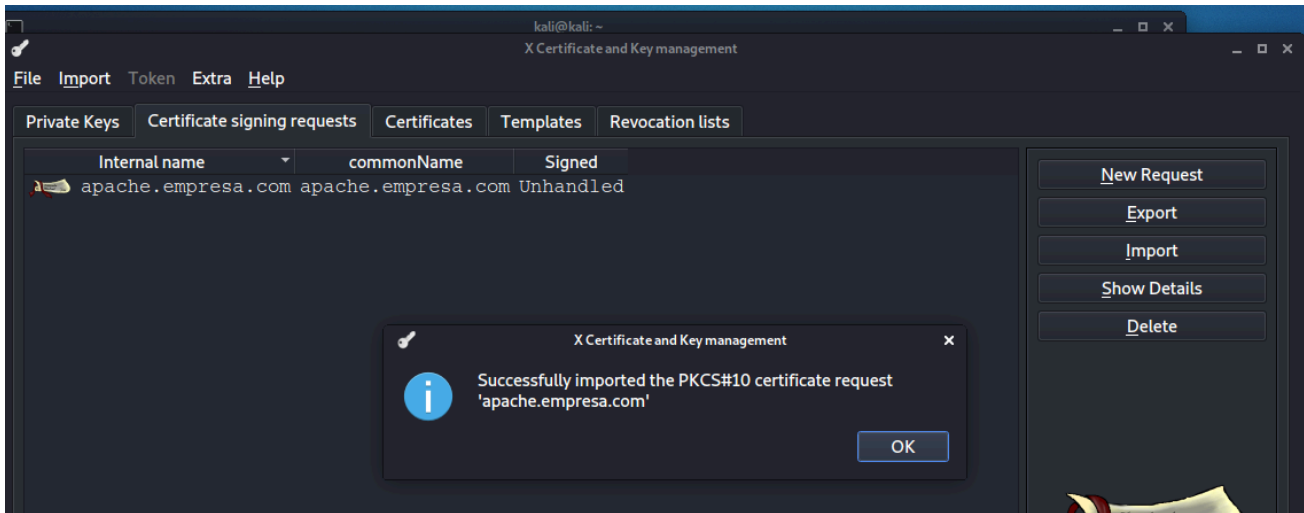 kali@kali: ~
X Certificate and Key management
File Import Token Extra Help
Private Keys Certificate signing requests Certificates Templates Revocation lists
Internal name commonName Signed
apache.empresa.com apache.empresa.com Unhandled
New Request
Export
Import
Show Details
Delete
X Certificate and Key management
Successfully imported the PKCS#10 certificate request
'apache.empresa.com'
OK